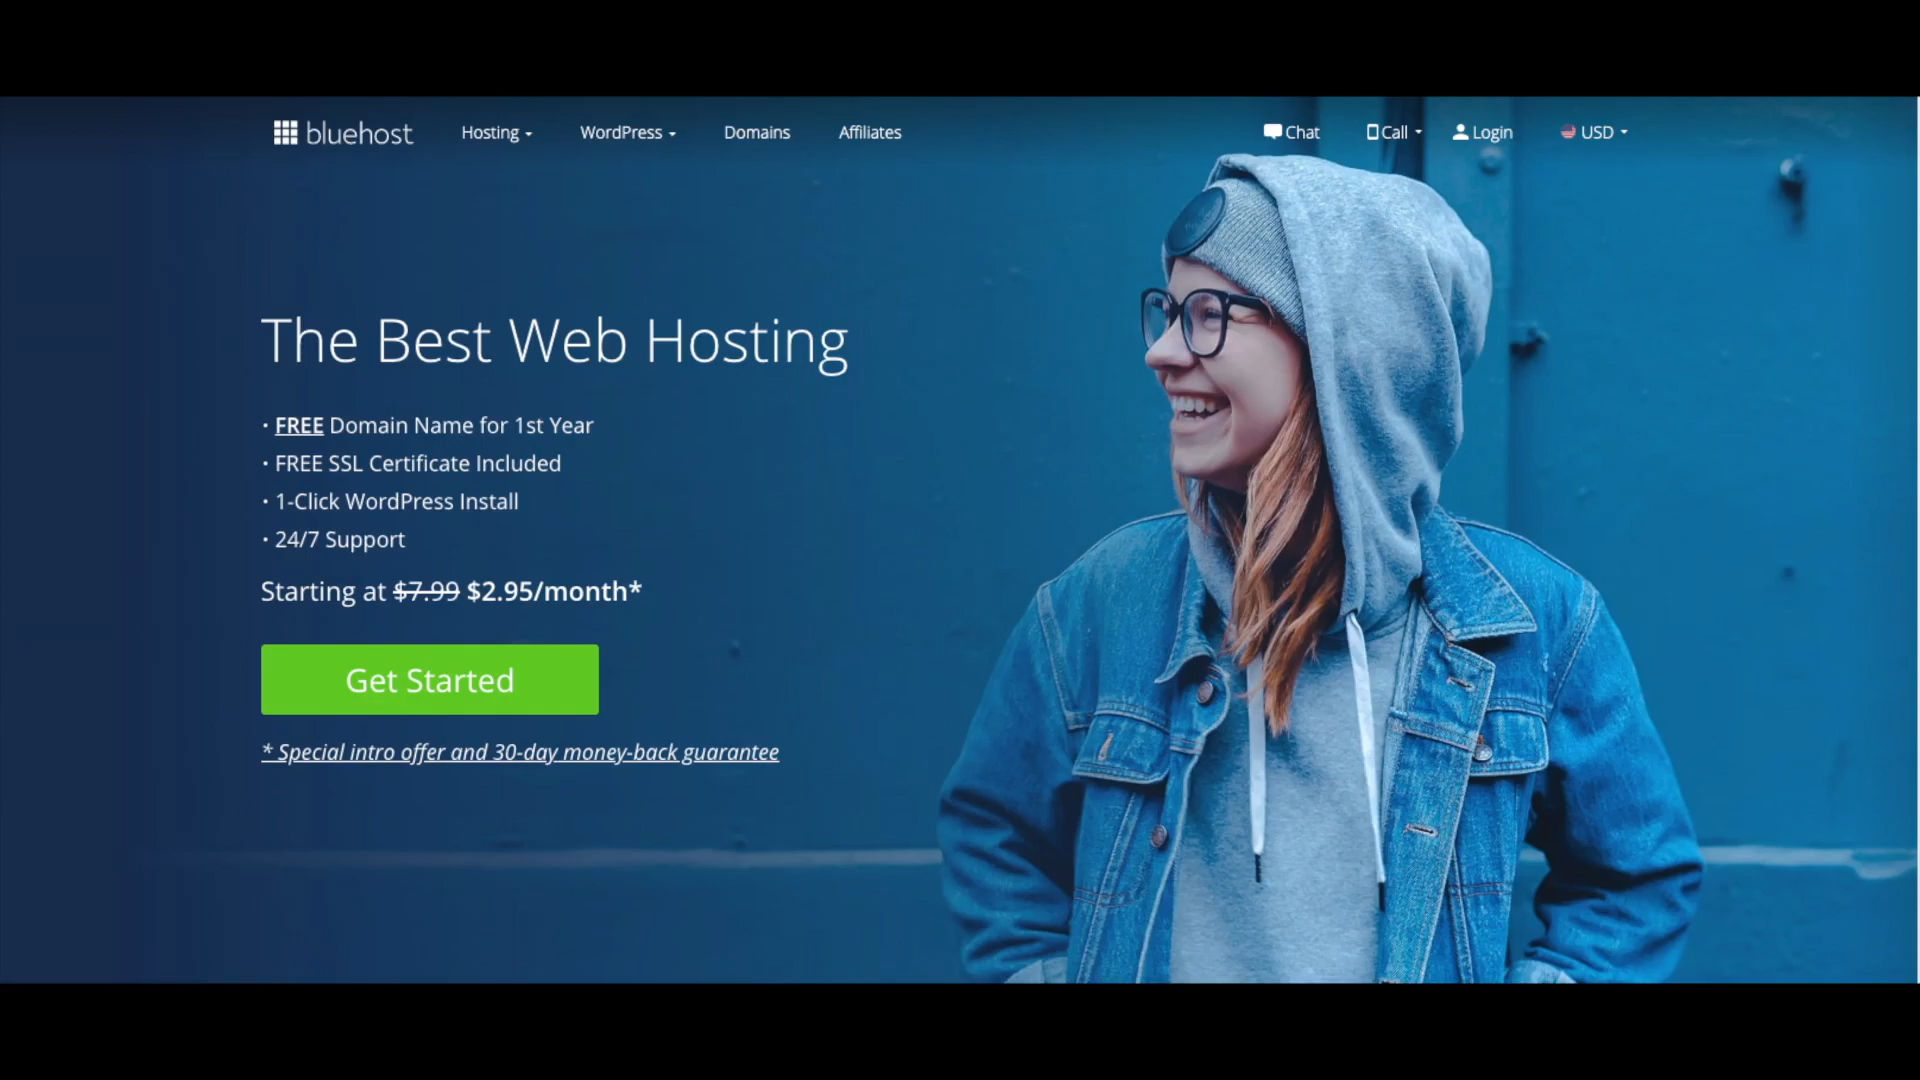 bluehost
Hosting
WordPress
Domains
Affiliates
Chat
Call
Login
USD
The Best Web Hosting
· FREE Domain Name for 1st Year
· FREE SSL Certificate Included
· 1-Click WordPress Install
· 24/7 Support
Starting at $7.99 $2.95/month*
Get Started
* Special intro offer and 30-day money-back guarantee